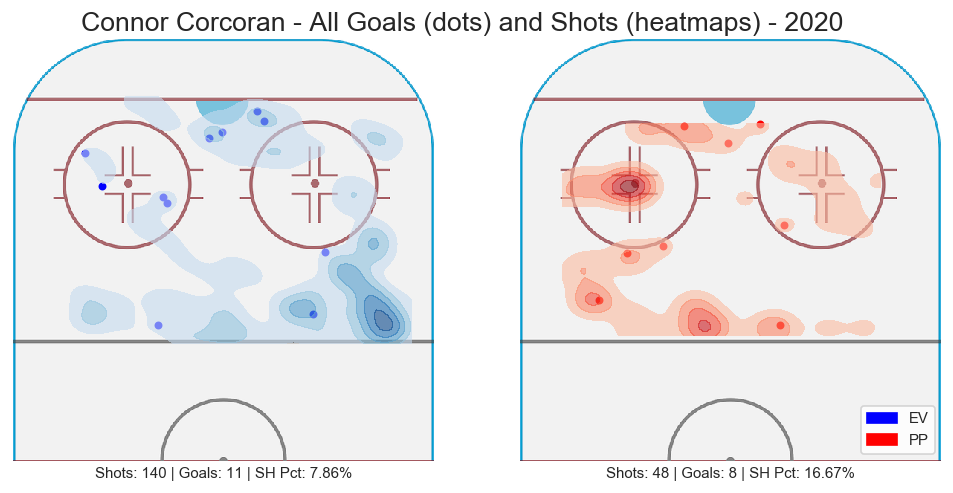 Connor Corcoran - All Goals (dots) and Shots (heatmaps) - 2020
EV
PP
Shots: 140 | Goals: 11 | SH Pct: 7.86%
Shots: 48 | Goals: 8 | SH Pct: 16.67%